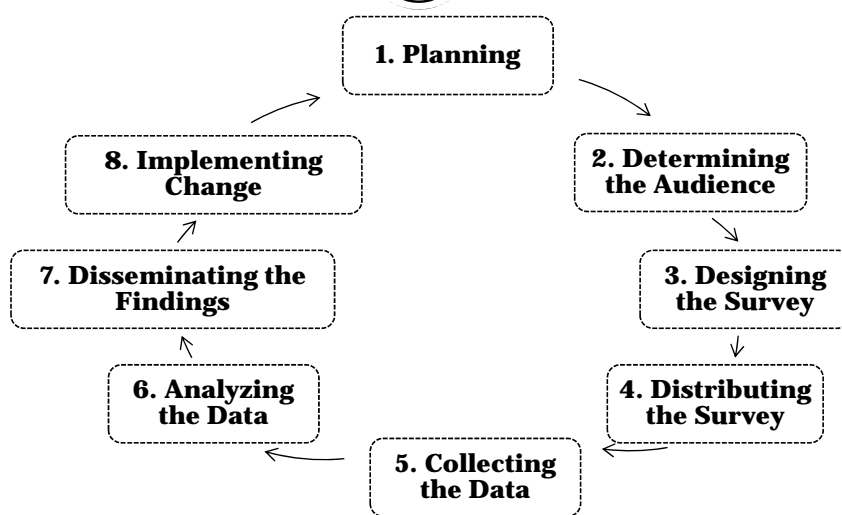 1. Planning
2. Determining
the Audience
3. Designing
the Survey
4. Distributing
the Survey
5. Collecting
the Data
6. Analyzing
the Data
7. Disseminating the
Findings
8. Implementing
Change